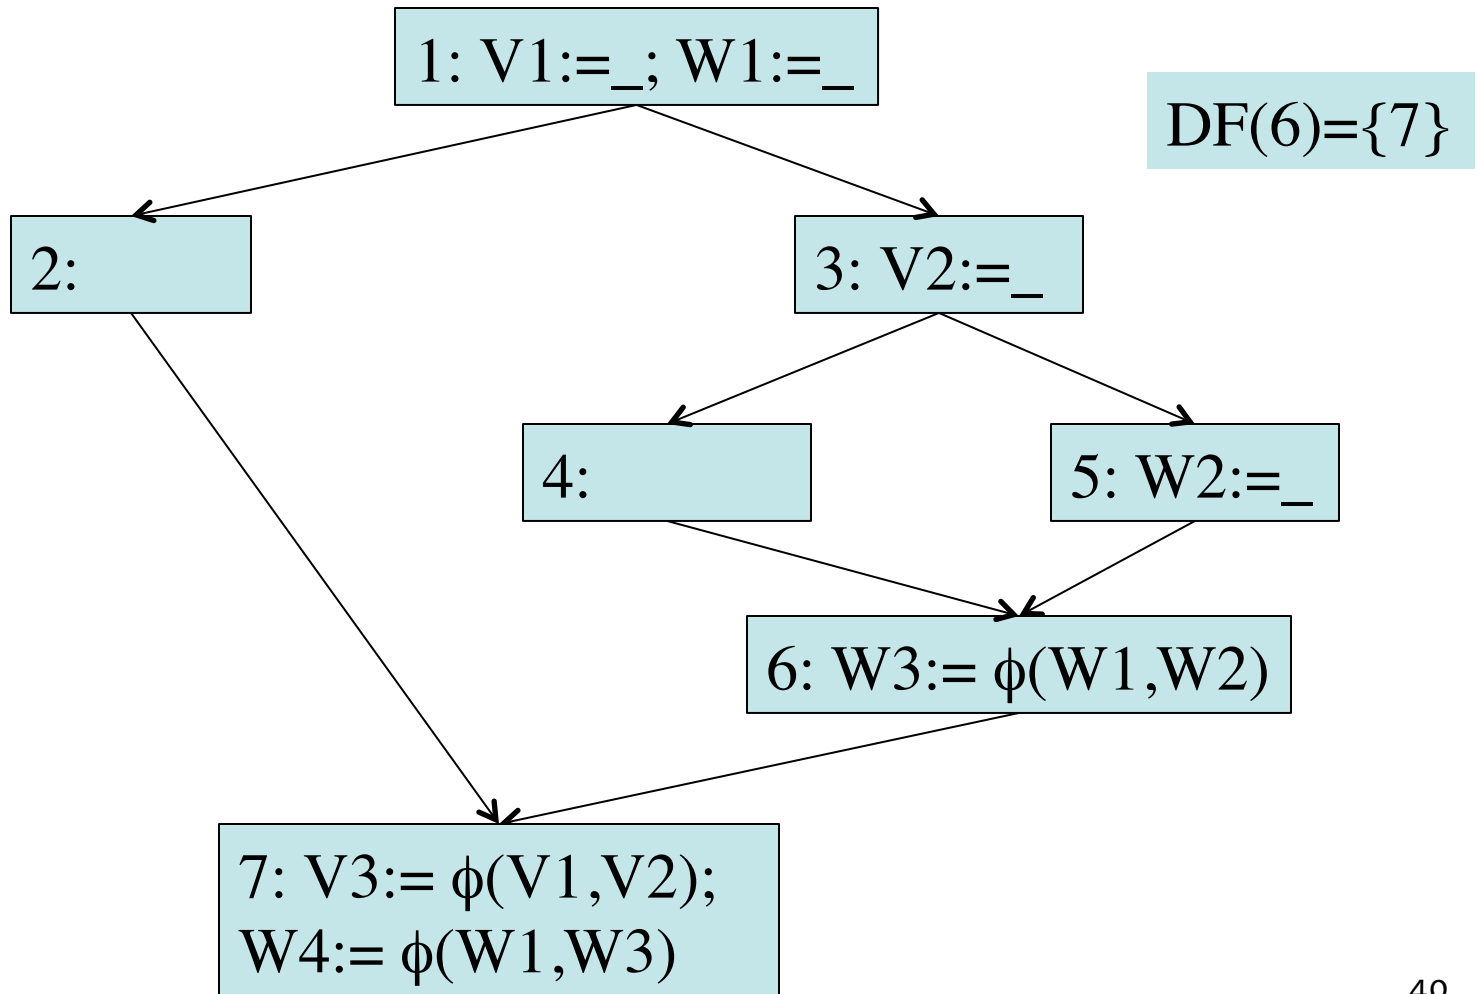 1: V1:=_; W1:=_
DF(6)={7}
2:
3: V2:=_
4:
5: W2:=_
6: W3:= ϕ(W1,W2)
7: V3:= ϕ(V1,V2);
W4:= ϕ(W1,W3)